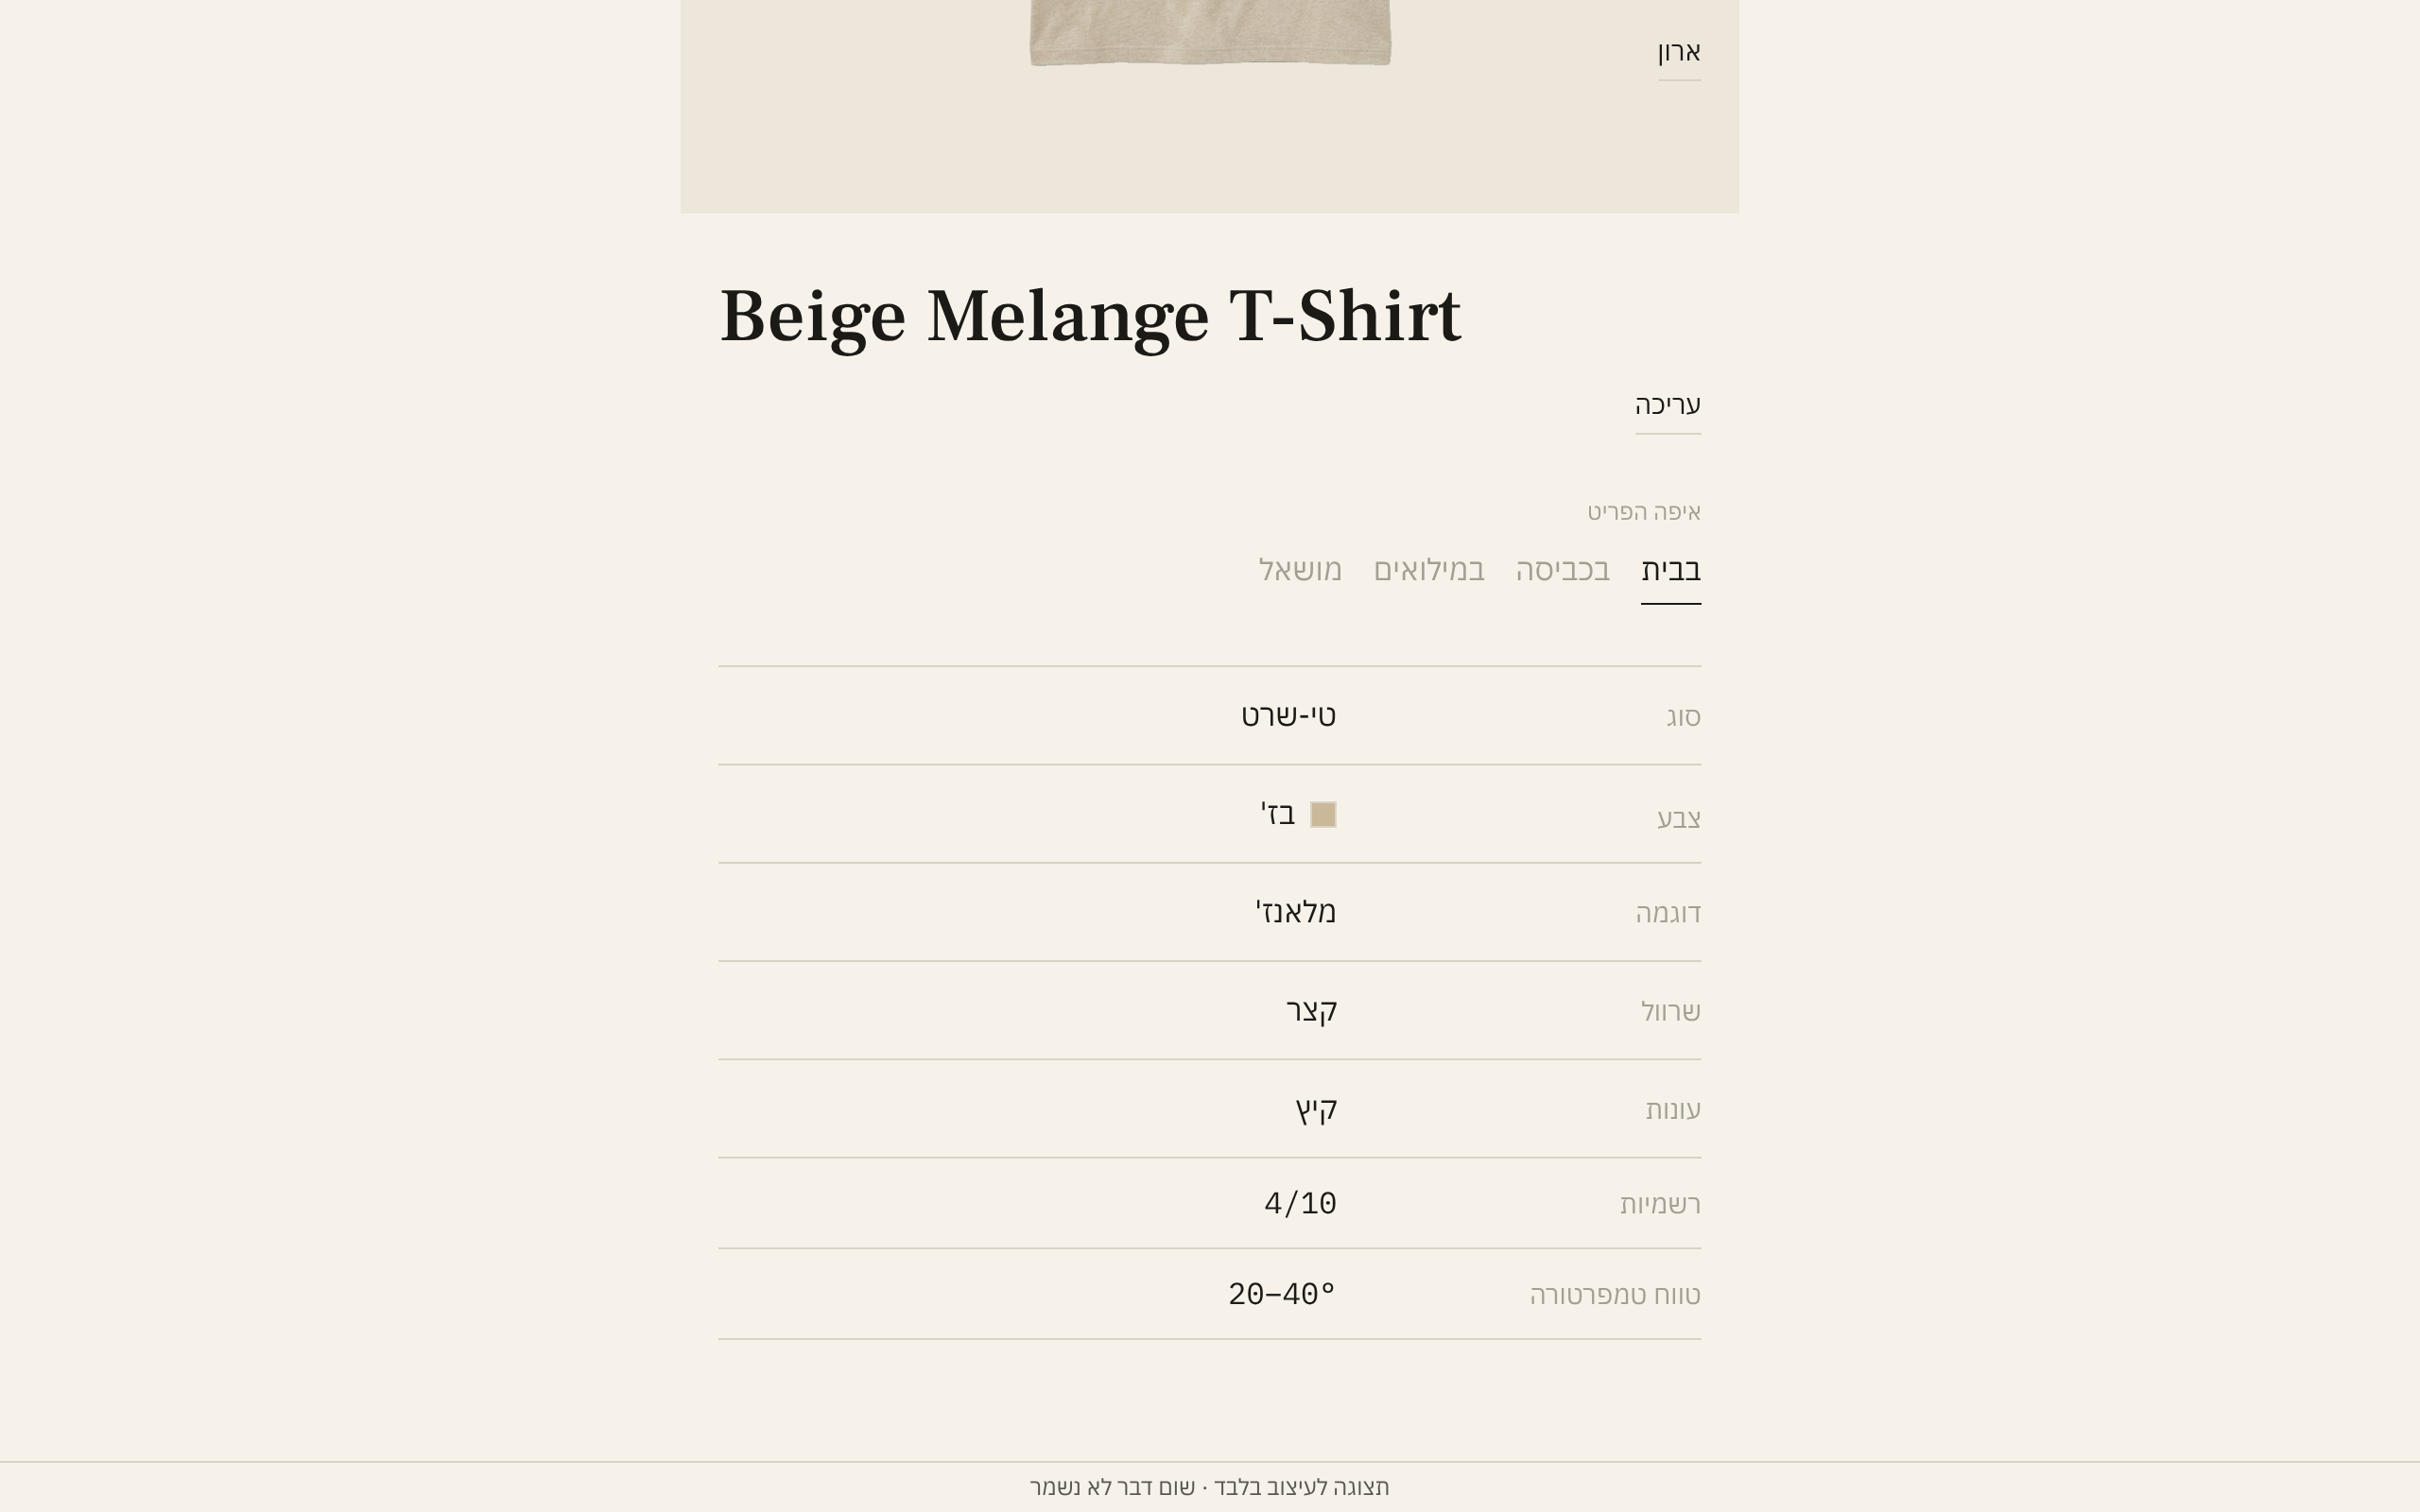 ארון
Beige Melange T-Shirt
עריכה
איפה הפריט
בבית בכביסה במילואים מושאל
סוג טי-שרט
צבע בז'
דוגמה מלאנז'
שרוול קצר
עונות קיץ
רשמיות 4/10
טווח טמפרטורה 20–40°
תצוגה לעיצוב בלבד · שום דבר לא נשמר